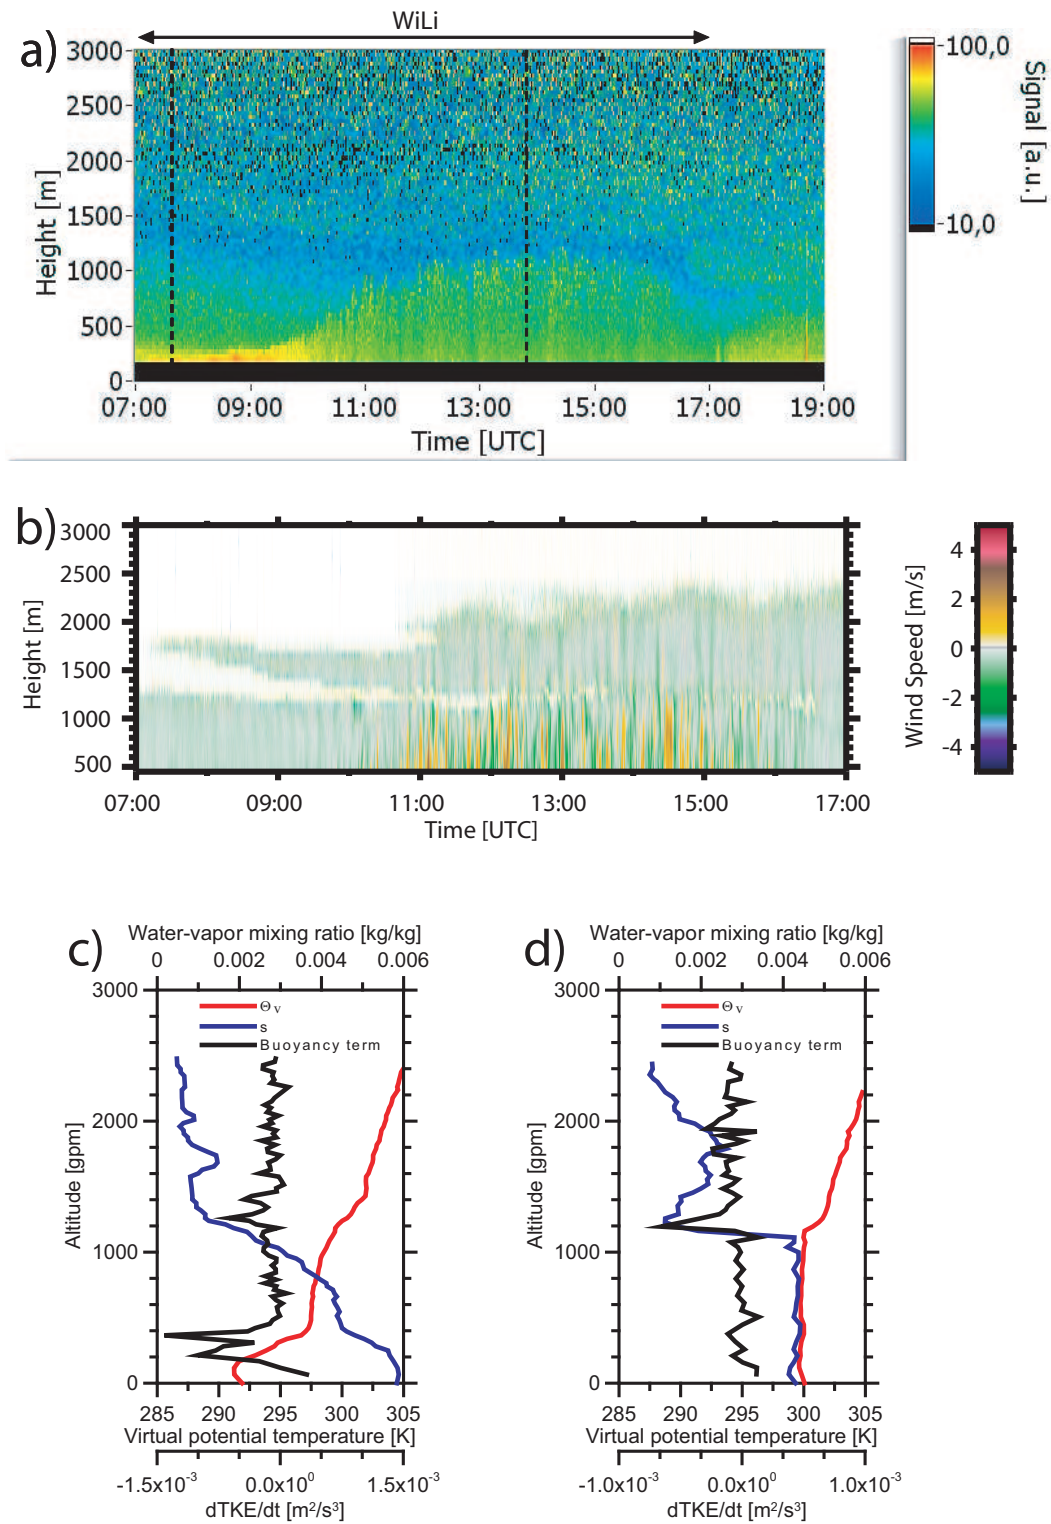 WiLi
a)
3000
2500
2000
1500
1000
500
0
Height [m]
07:00 09:00 11:00 13:00 15:00 17:00 19:00
Time [UTC]
100,0
10,0
Signal [a.u.]
b)
3000
2500
2000
1500
1000
500
Height [m]
07:00 09:00 11:00 13:00 15:00 17:00
Time [UTC]
4
2
0
-2
-4
Wind Speed [m/s]
c)
Water-vapor mixing ratio [kg/kg]
0 0.002 0.004 0.006
3000
2000
1000
0
Altitude [gpm]
Θv
s
Buoyancy term
285 290 295 300 305
Virtual potential temperature [K]
-1.5x10⁻³ 0.0x10⁰ 1.5x10⁻³
dTKE/dt [m²/s³]
d)
Water-vapor mixing ratio [kg/kg]
0 0.002 0.004 0.006
3000
2000
1000
0
Altitude [gpm]
Θv
s
Buoyancy term
285 290 295 300 305
Virtual potential temperature [K]
-1.0x10⁻³ 0.0x10⁰ 1.0x10⁻³
dTKE/dt [m²/s³]